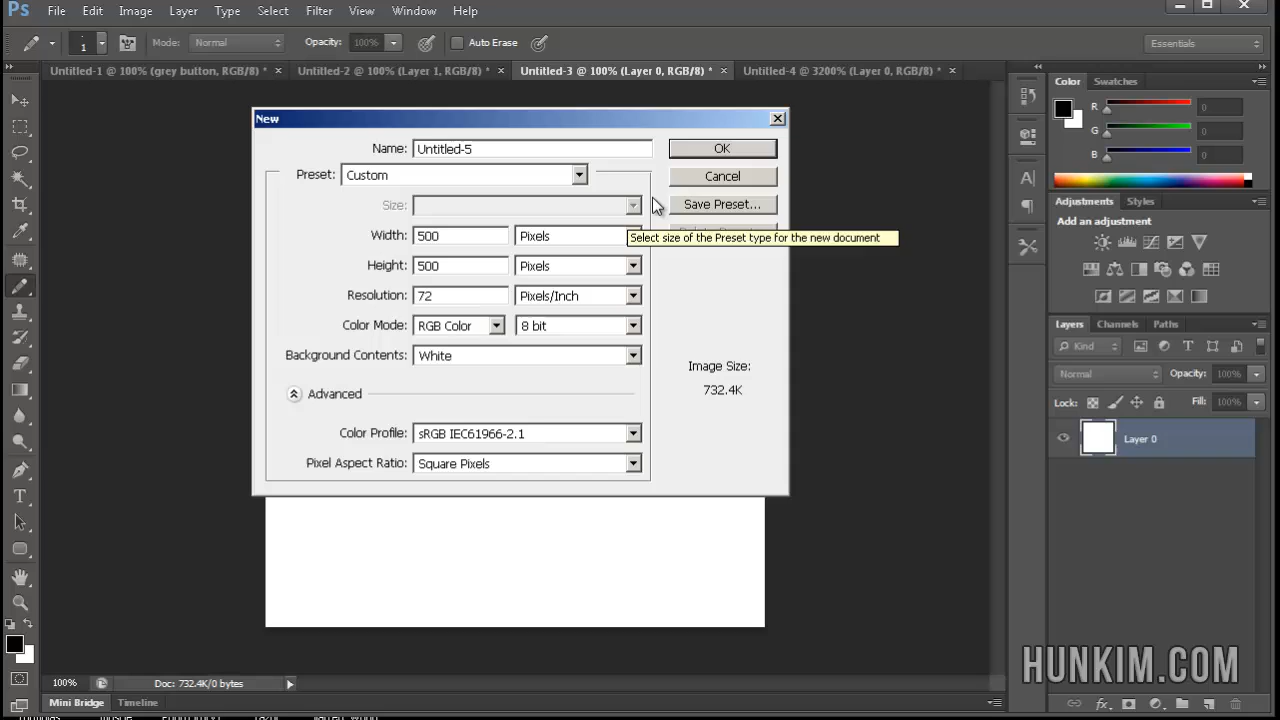 Ps File Edit Image Layer Type Select Filter View Window Help
1 Mode: Normal Opacity: 100% Auto Erase Essentials
Untitled-1 @ 100% (grey button, RGB/8) * × Untitled-2 @ 100% (Layer 1, RGB/8) * × Untitled-3 @ 100% (Layer 0, RGB/8) * × Untitled-4 @ 3200% (Layer 0, RGB/8) * ×
New
Name: Untitled-5 OK
Preset: Custom Cancel
Size: Save Preset...
Width: 500 Pixels
Select size of the Preset type for the new document
Height: 500 Pixels
Resolution: 72 Pixels/Inch
Color Mode: RGB Color 8 bit
Background Contents: White
Image Size:
732.4K
Advanced
Color Profile: sRGB IEC61966-2.1
Pixel Aspect Ratio: Square Pixels
Color Swatches
R 0
G 0
B 0
Adjustments Styles
Add an adjustment
Layers Channels Paths
Kind
Normal Opacity: 100%
Lock: Fill: 100%
Layer 0
HUNKIM.COM
100% Doc: 732.4K/0 bytes
Mini Bridge Timeline